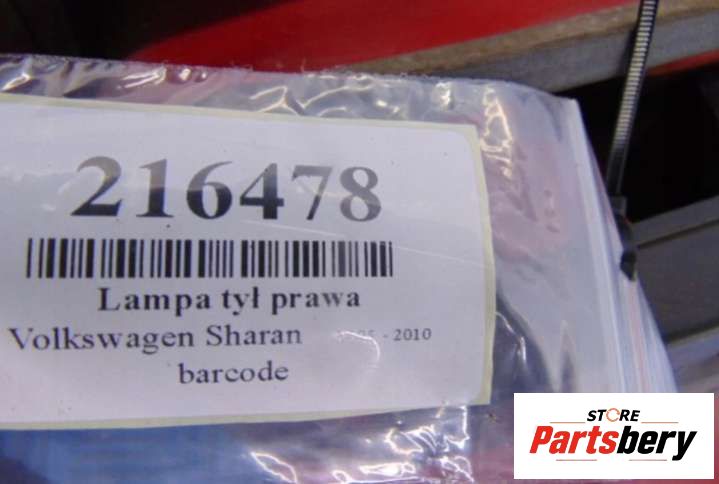 216478
Lampa tył prawa
Volkswagen Sharan - 2010
barcode
STORE
Partsbery